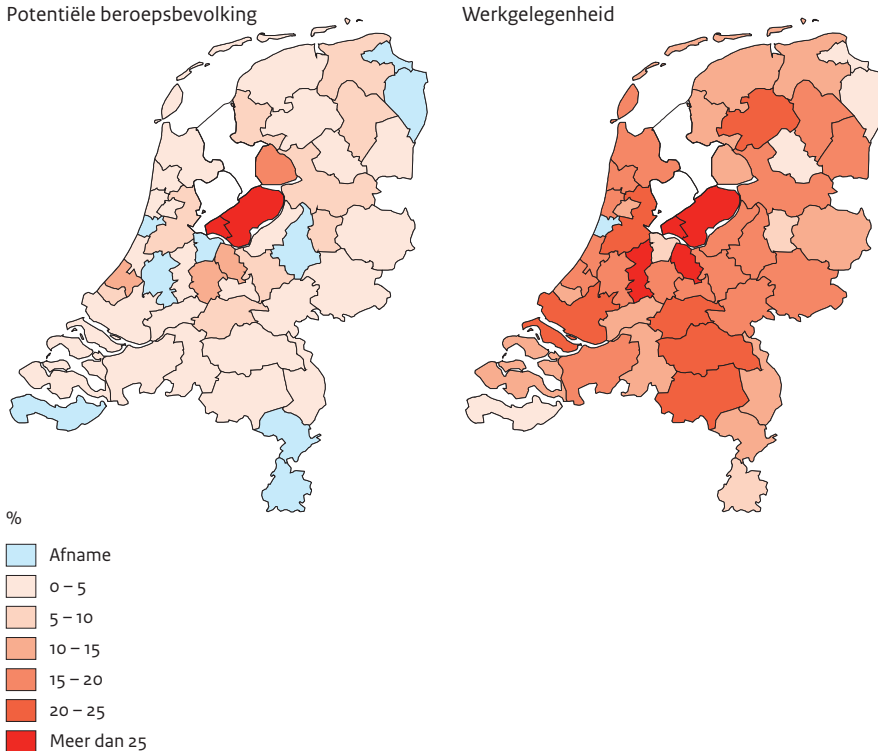 Potentiële beroepsbevolking
Werkgelegenheid
%
Afname
0 – 5
5 – 10
10 – 15
15 – 20
20 – 25
Meer dan 25